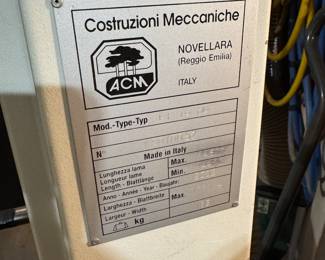 Costruzioni Meccaniche
ACM
NOVELLARA
(Reggio Emilia)
ITALY
Mod.-Type-Typ
N°
Made in Italy
Lunghezza lama
Longueur lame
Length - Blattlänge
Max.
Min.
Anno - Année - Year - Baujahr
Larghezza - Blattbreite
Largeur - Width
Max.
kg